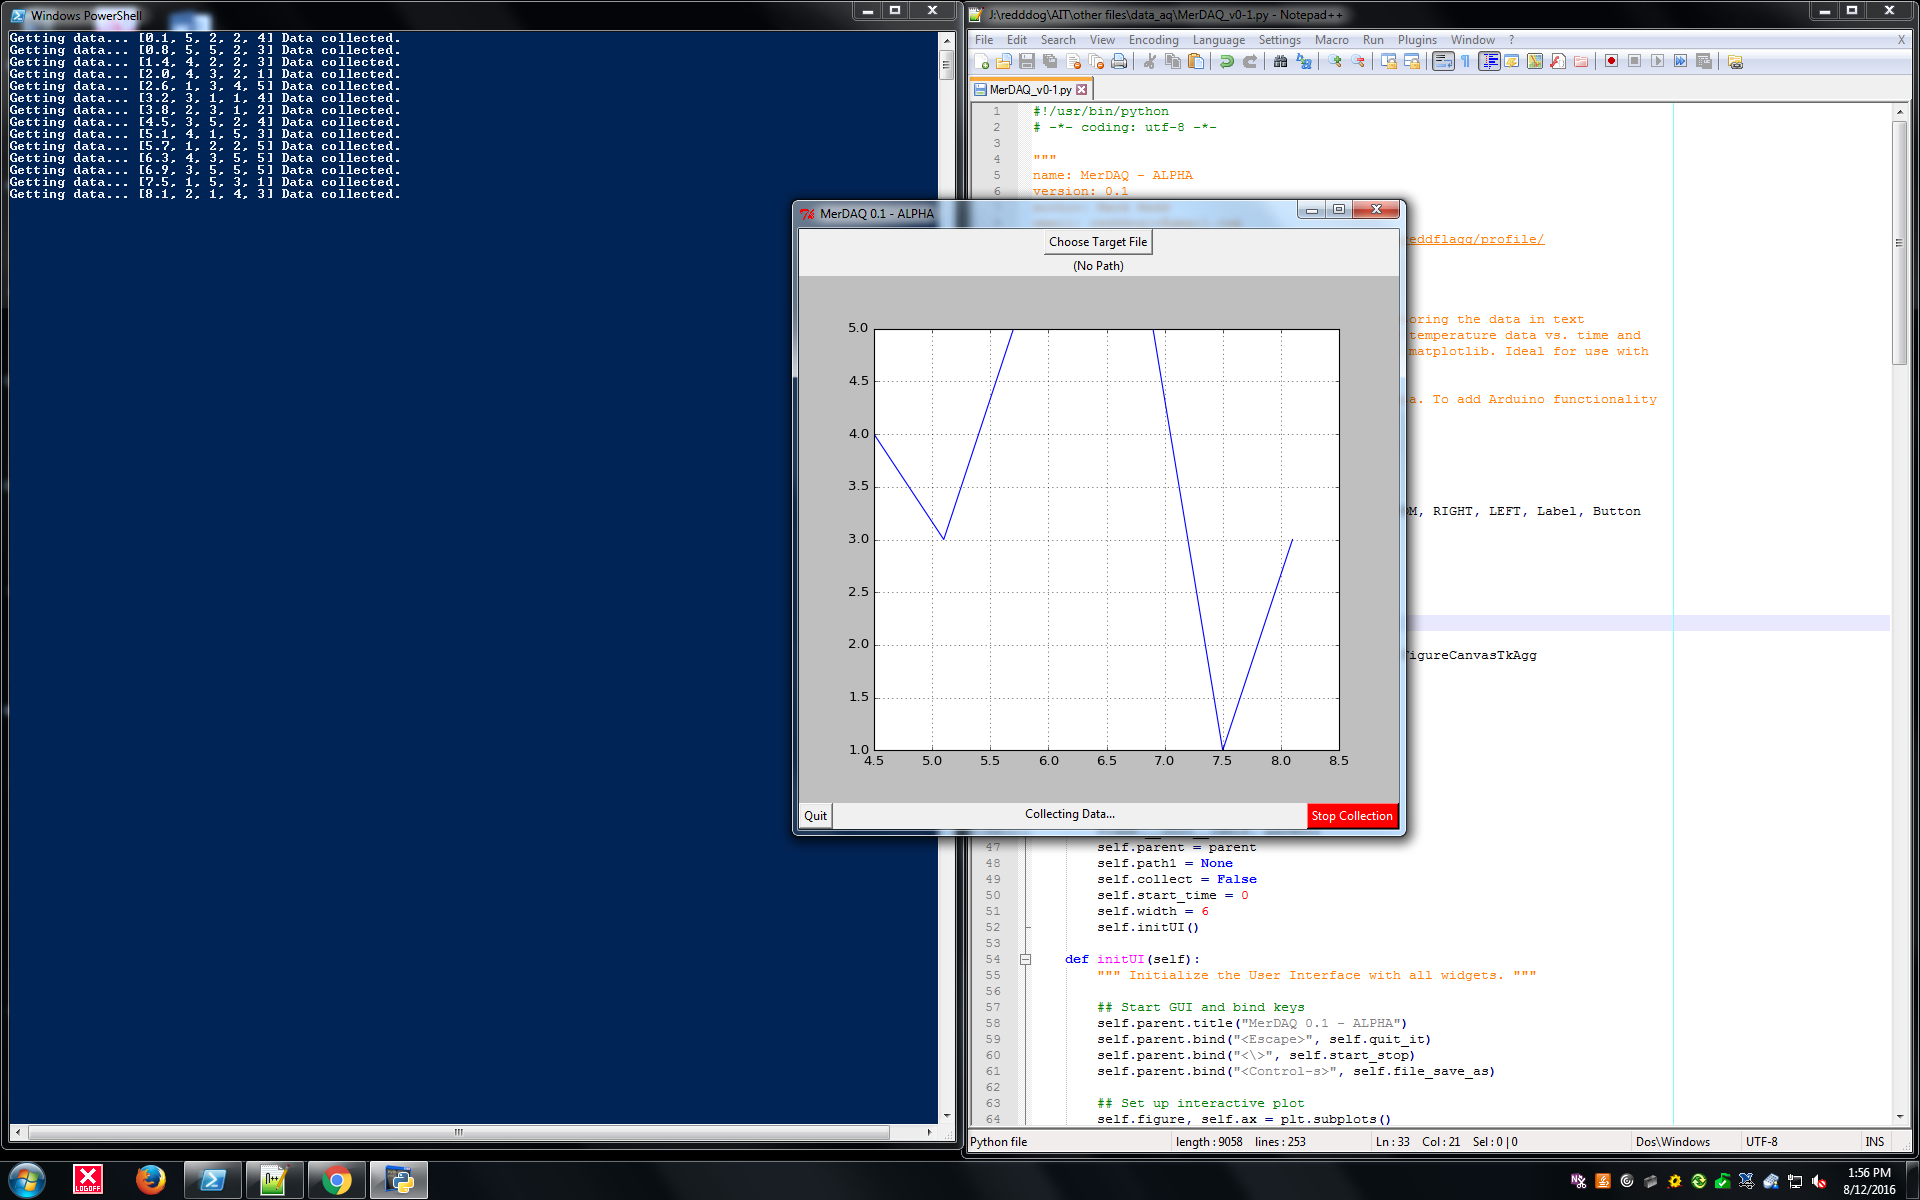 Windows PowerShell
Getting data... [0.1, 5, 2, 2, 4] Data collected.
Getting data... [0.8, 5, 5, 2, 3] Data collected.
Getting data... [1.4, 4, 2, 2, 3] Data collected.
Getting data... [2.0, 4, 3, 2, 1] Data collected.
Getting data... [2.6, 1, 3, 4, 5] Data collected.
Getting data... [3.2, 3, 1, 1, 4] Data collected.
Getting data... [3.8, 2, 3, 1, 2] Data collected.
Getting data... [4.5, 3, 5, 2, 4] Data collected.
Getting data... [5.1, 4, 1, 5, 3] Data collected.
Getting data... [5.7, 1, 2, 2, 5] Data collected.
Getting data... [6.3, 4, 3, 5, 5] Data collected.
Getting data... [6.9, 3, 5, 5, 5] Data collected.
Getting data... [7.5, 1, 5, 3, 1] Data collected.
Getting data... [8.1, 2, 1, 4, 3] Data collected.
J:\redddog\AIT\other files\data_aq\MerDAQ_v0-1.py - Notepad++
File Edit Search View Encoding Language Settings Macro Run Plugins Window ? X
MerDAQ_v0-1.py
1 #!/usr/bin/python
2 # -*- coding: utf-8 -*-
3
4 """
5 name: MerDAQ - ALPHA
6 version: 0.1
eddflagg/profile/
oring the data in text
temperature data vs. time and
matplotlib. Ideal for use with
a. To add Arduino functionality
OM, RIGHT, LEFT, Label, Button
FigureCanvasTkAgg
MerDAQ 0.1 - ALPHA
Choose Target File
(No Path)
5.0
4.5
4.0
3.5
3.0
2.5
2.0
1.5
1.0
4.5 5.0 5.5 6.0 6.5 7.0 7.5 8.0 8.5
Quit Collecting Data... Stop Collection
47 self.parent = parent
48 self.path1 = None
49 self.collect = False
50 self.start_time = 0
51 self.width = 6
52 self.initUI()
53
54 def initUI(self):
55 """ Initialize the User Interface with all widgets. """
56
57 ## Start GUI and bind keys
58 self.parent.title("MerDAQ 0.1 - ALPHA")
59 self.parent.bind("<Escape>", self.quit_it)
60 self.parent.bind("<\>", self.start_stop)
61 self.parent.bind("<Control-s>", self.file_save_as)
62
63 ## Set up interactive plot
64 self.figure, self.ax = plt.subplots()
Python file length : 9058 lines : 253 Ln : 33 Col : 21 Sel : 0 | 0 Dos\Windows UTF-8 INS
LOGOFF
1:56 PM
8/12/2016